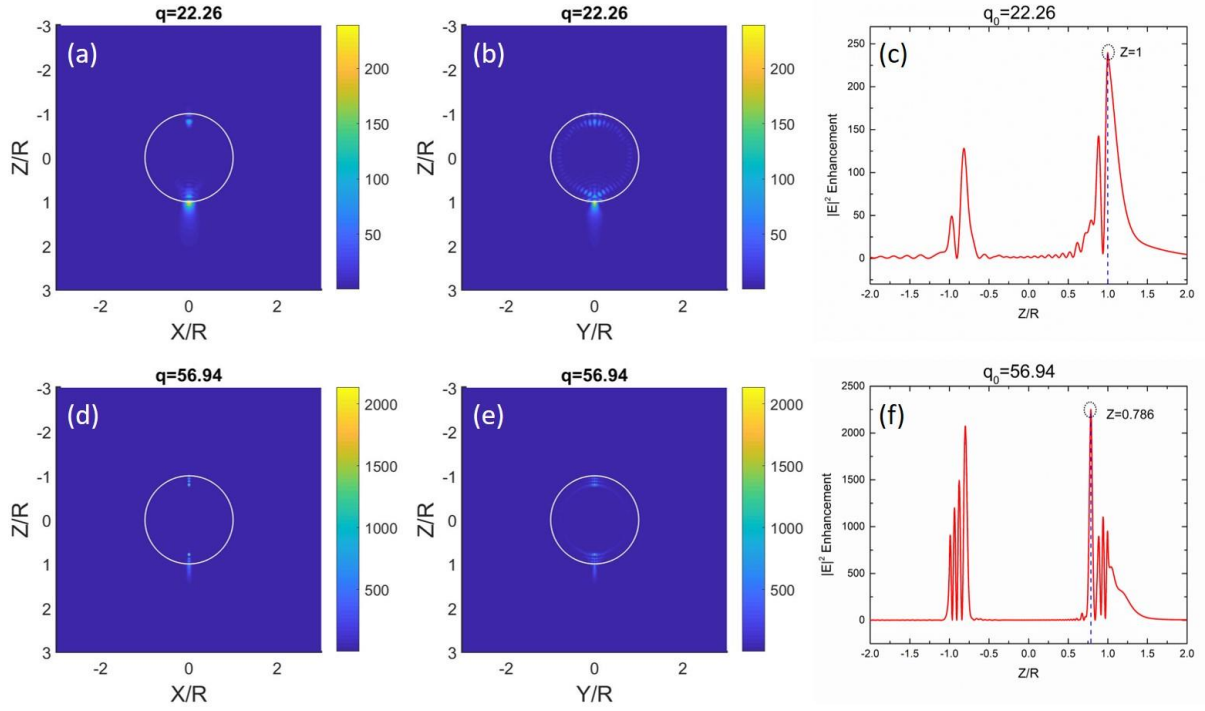 q=22.26
(a)
-3
-2
-1
0
1
2
3
Z/R
-2
0
2
X/R
200
150
100
50
q=22.26
(b)
-3
-2
-1
0
1
2
3
Z/R
-2
0
2
Y/R
200
150
100
50
q₀=22.26
(c)
Z=1
250
200
150
100
50
0
|E|² Enhancement
-2.0 -1.5 -1.0 -0.5 0.0 0.5 1.0 1.5 2.0
Z/R
q=56.94
(d)
-3
-2
-1
0
1
2
3
Z/R
-2
0
2
X/R
2000
1500
1000
500
q=56.94
(e)
-3
-2
-1
0
1
2
3
Z/R
-2
0
2
Y/R
2000
1500
1000
500
q₀=56.94
(f)
Z=0.786
2500
2250
2000
1750
1500
1250
1000
750
500
250
0
|E|² Enhancement
-2.0 -1.5 -1.0 -0.5 0.0 0.5 1.0 1.5 2.0
Z/R